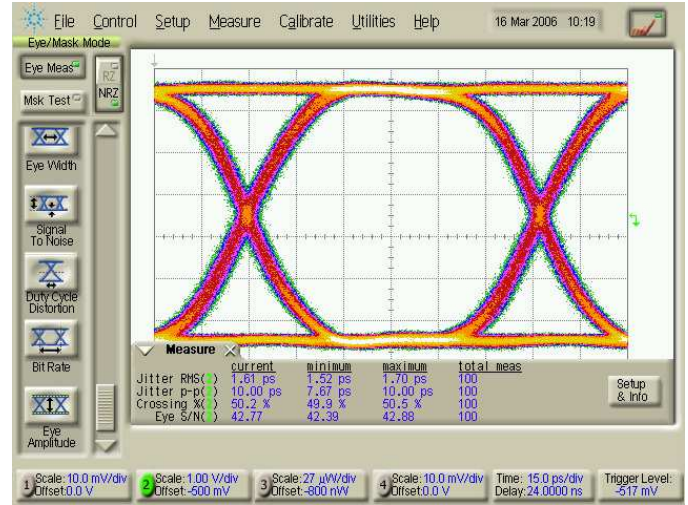 File Control Setup Measure Calibrate Utilities Help 16 Mar 2006 10:19
Eye/Mask Mode
Eye Meas
RZ
NRZ
Msk Test
Eye Width
Signal
To Noise
Duty Cycle
Distortion
Bit Rate
Eye
Amplitude
Measure
current minimum maximum total meas
Jitter RMS( ) 1.61 ps 1.52 ps 1.70 ps 100
Jitter p-p( ) 10.00 ps 7.67 ps 10.00 ps 100
Crossing %( ) 50.2 % 49.9 % 50.5 % 100
Eye S/N( ) 42.77 42.39 42.88 100
Setup
& Info
1 Scale:10.0 mV/div
Offset:0.0 V
2 Scale:1.00 V/div
Offset:-500 mV
3 Scale:27 µW/div
Offset:-800 nW
4 Scale:10.0 mV/div
Offset:0.0 V
Time: 15.0 ps/div
Delay:24.0000 ns
Trigger Level:
-517 mV